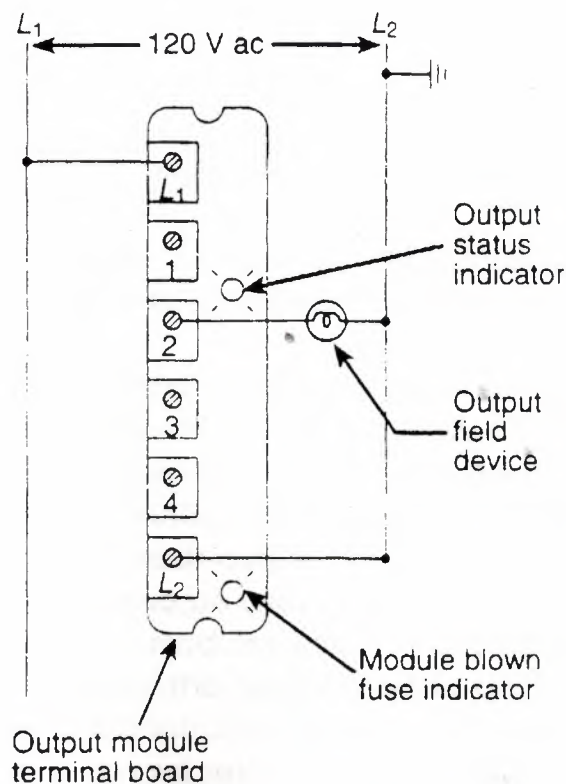 L1
120 V ac
L2
L1
Output
status
indicator
1
2
Output
field
device
3
4
L2
Module blown
fuse indicator
Output module
terminal board